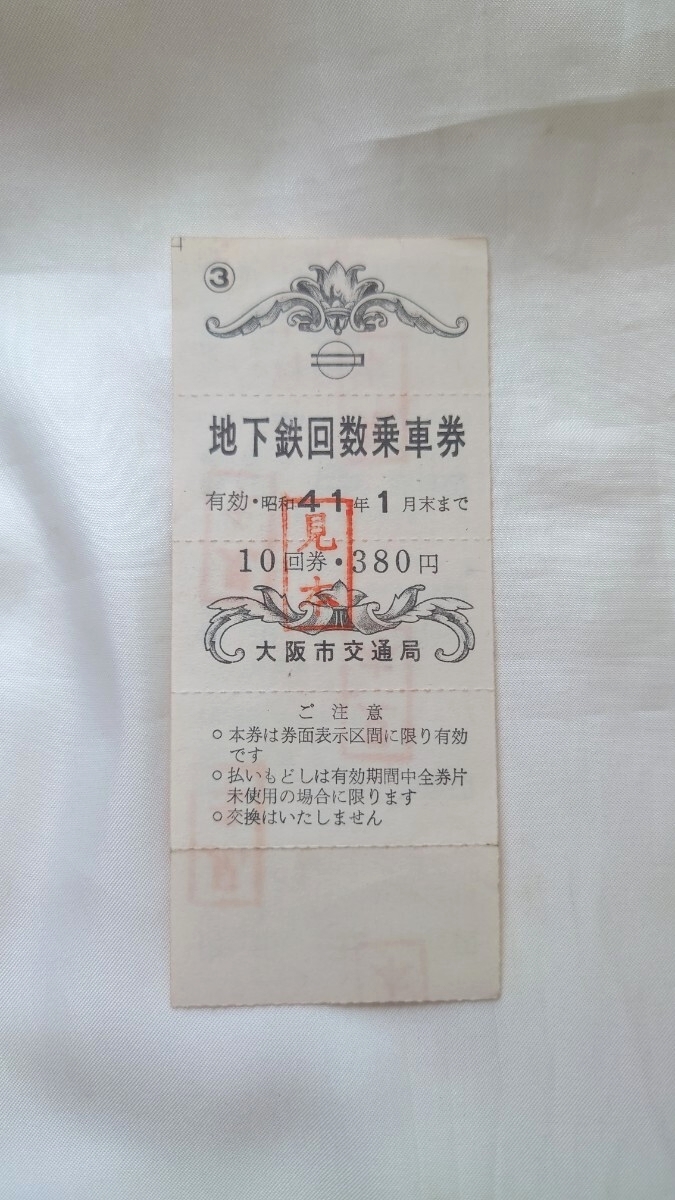 ③
地下鉄回数乗車券
有効・昭和41年1月末まで
見本
10回券・380円
大阪市交通局
ご注意
○本券は券面表示区間に限り有効
です
○払いもどしは有効期間中全券片
未使用の場合に限ります
○交換はいたしません